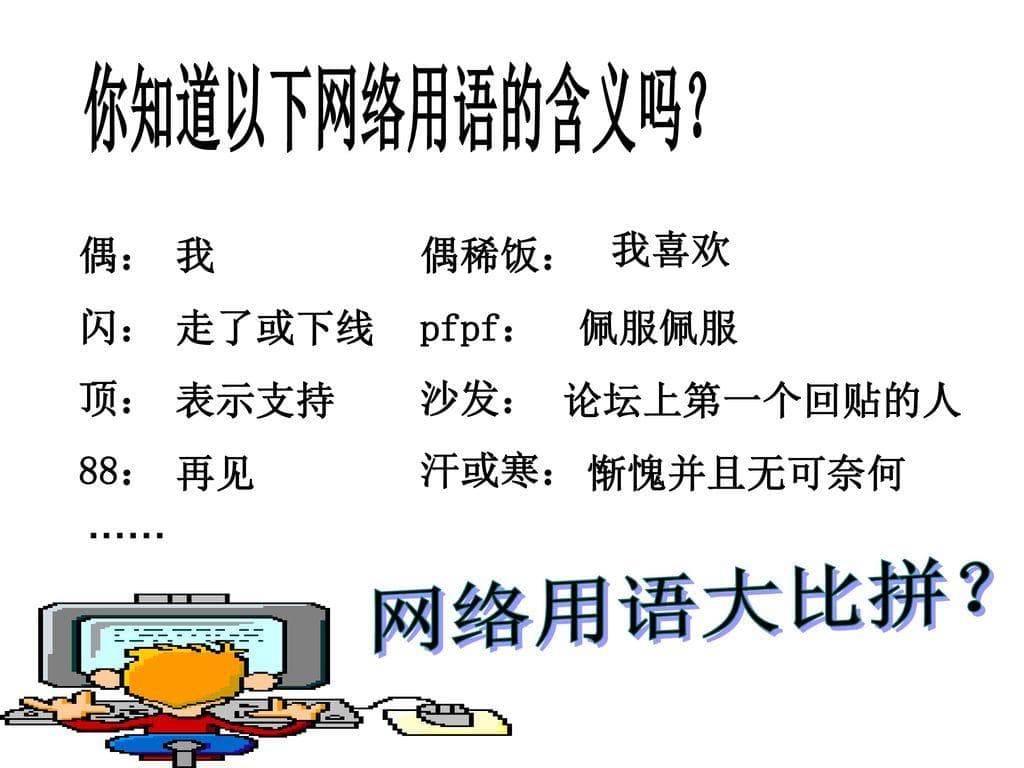 你知道以下网络用语的含义吗？
偶： 我 偶稀饭： 我喜欢
闪： 走了或下线 pfpf： 佩服佩服
顶： 表示支持 沙发： 论坛上第一个回贴的人
88： 再见 汗或寒： 惭愧并且无可奈何
……
网络用语大比拼？